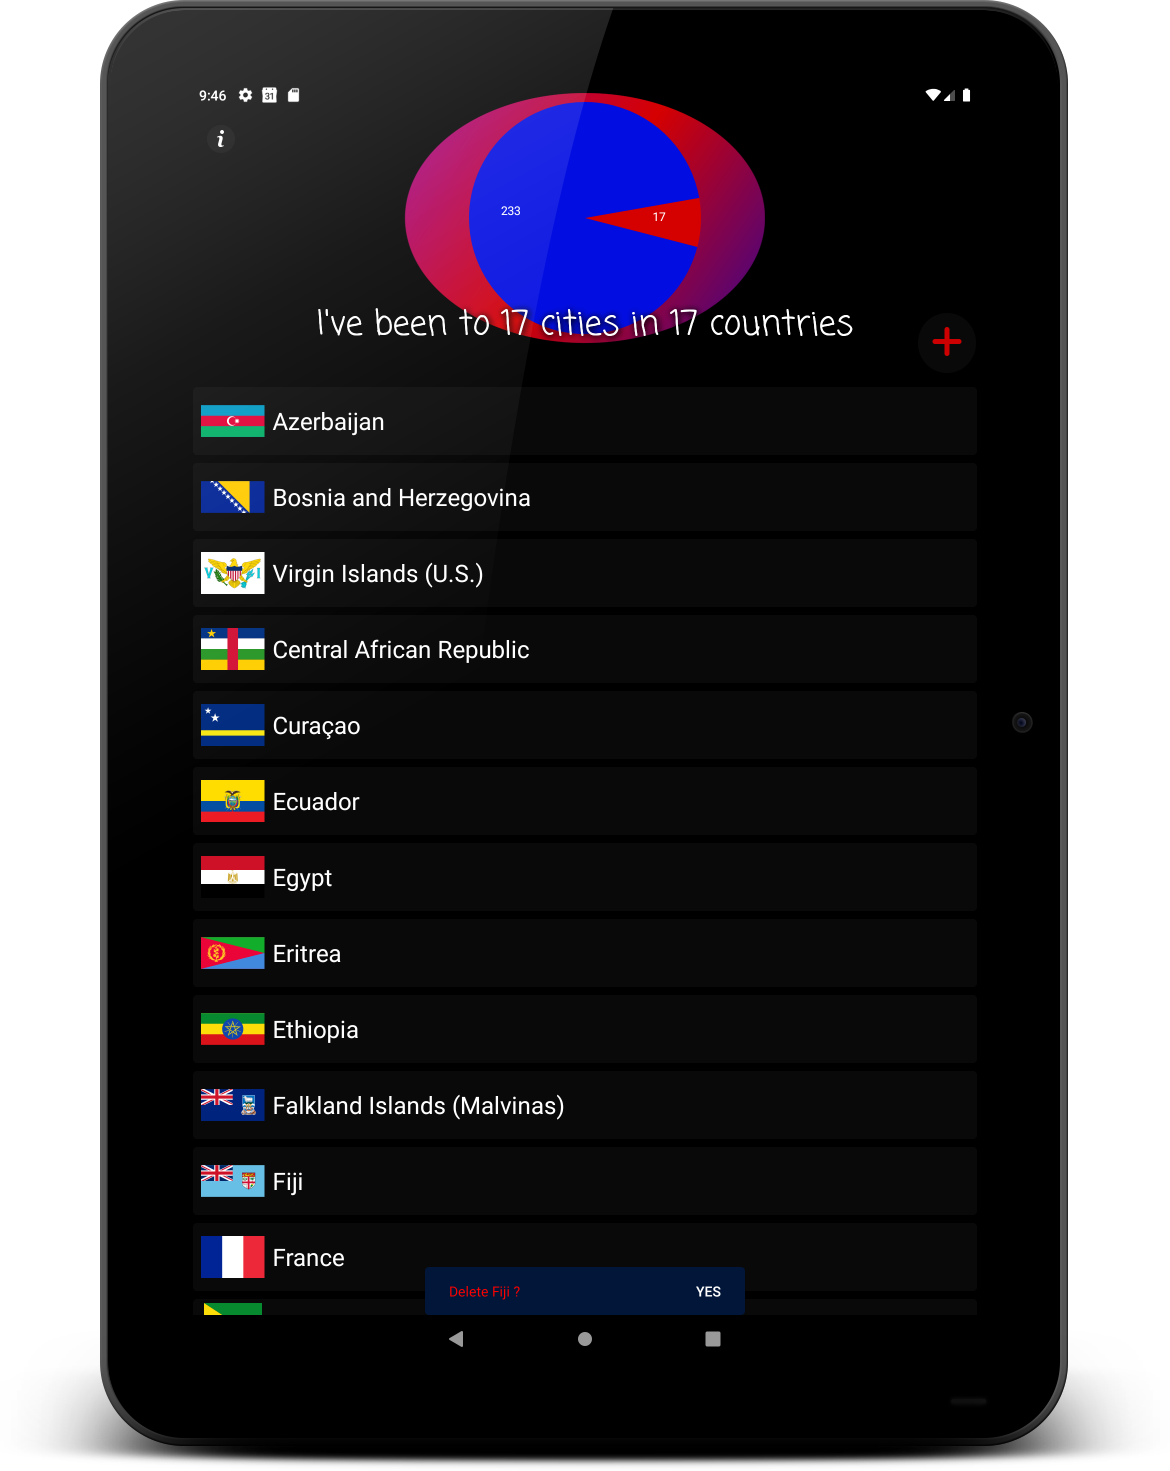 9:46
31
i
233
17
I've been to 17 cities in 17 countries
Azerbaijan
Bosnia and Herzegovina
V I
Virgin Islands (U.S.)
Central African Republic
Curaçao
Ecuador
Egypt
Eritrea
Ethiopia
Falkland Islands (Malvinas)
Fiji
France
Delete Fiji ?
YES